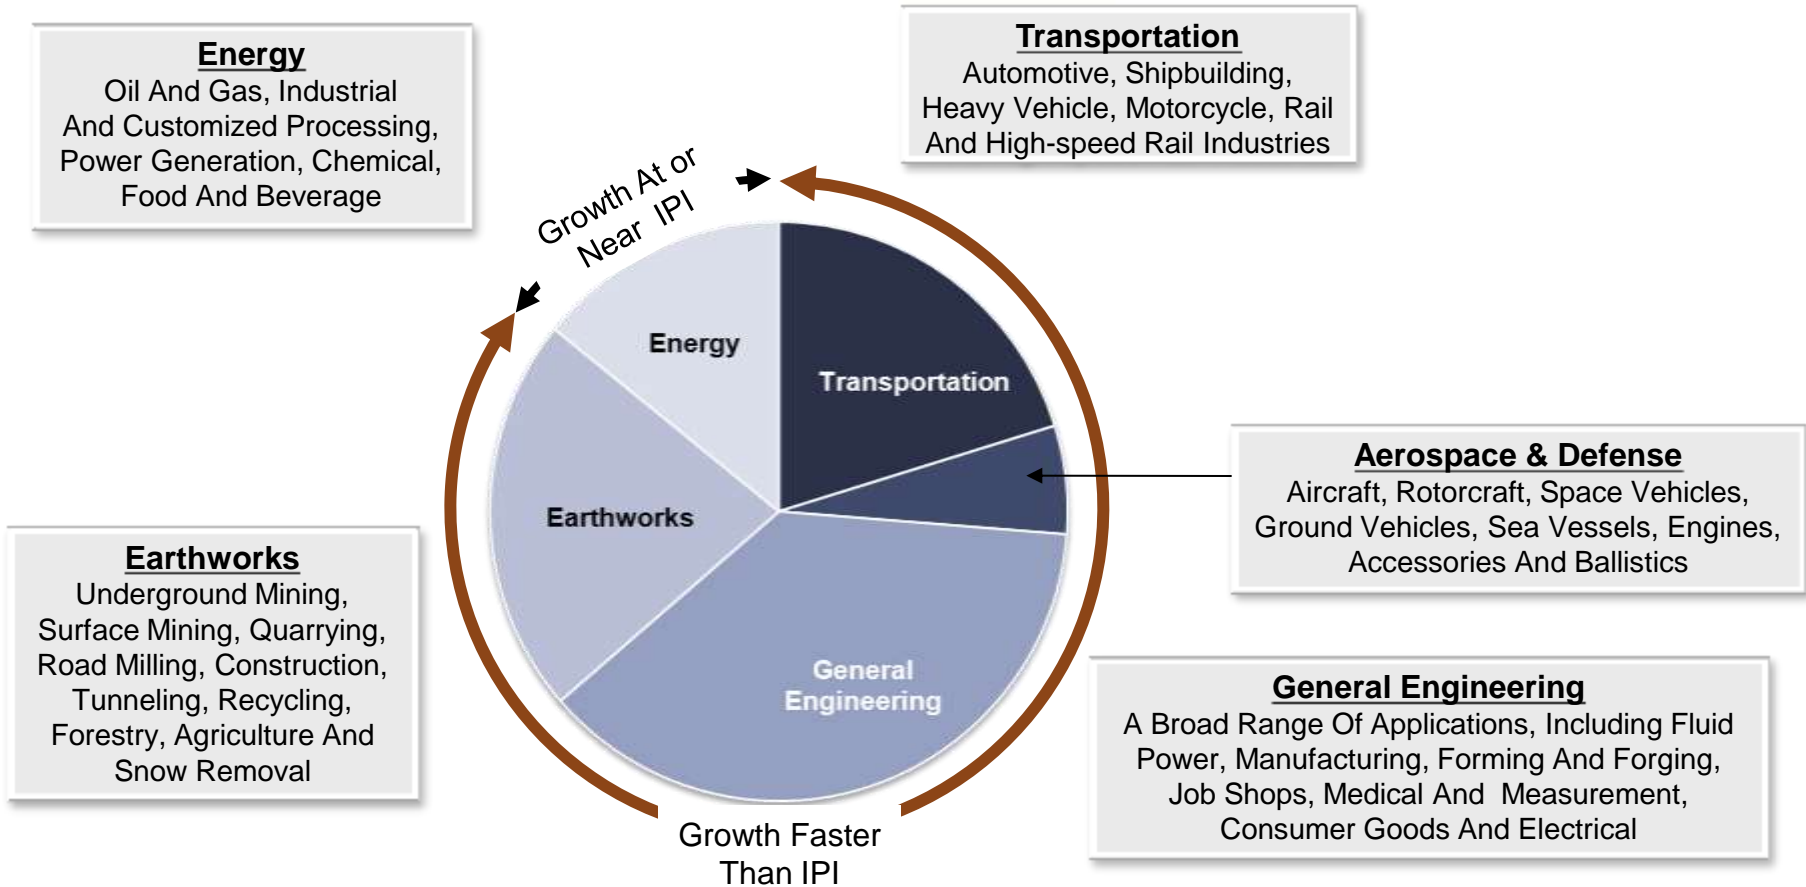 Energy
Oil And Gas, Industrial
And Customized Processing,
Power Generation, Chemical,
Food And Beverage
Transportation
Automotive, Shipbuilding,
Heavy Vehicle, Motorcycle, Rail
And High-speed Rail Industries
Growth At or
Near IPI
Energy
Transportation
Earthworks
General
Engineering
Aerospace & Defense
Aircraft, Rotorcraft, Space Vehicles,
Ground Vehicles, Sea Vessels, Engines,
Accessories And Ballistics
Earthworks
Underground Mining,
Surface Mining, Quarrying,
Road Milling, Construction,
Tunneling, Recycling,
Forestry, Agriculture And
Snow Removal
General Engineering
A Broad Range Of Applications, Including Fluid
Power, Manufacturing, Forming And Forging,
Job Shops, Medical And Measurement,
Consumer Goods And Electrical
Growth Faster
Than IPI